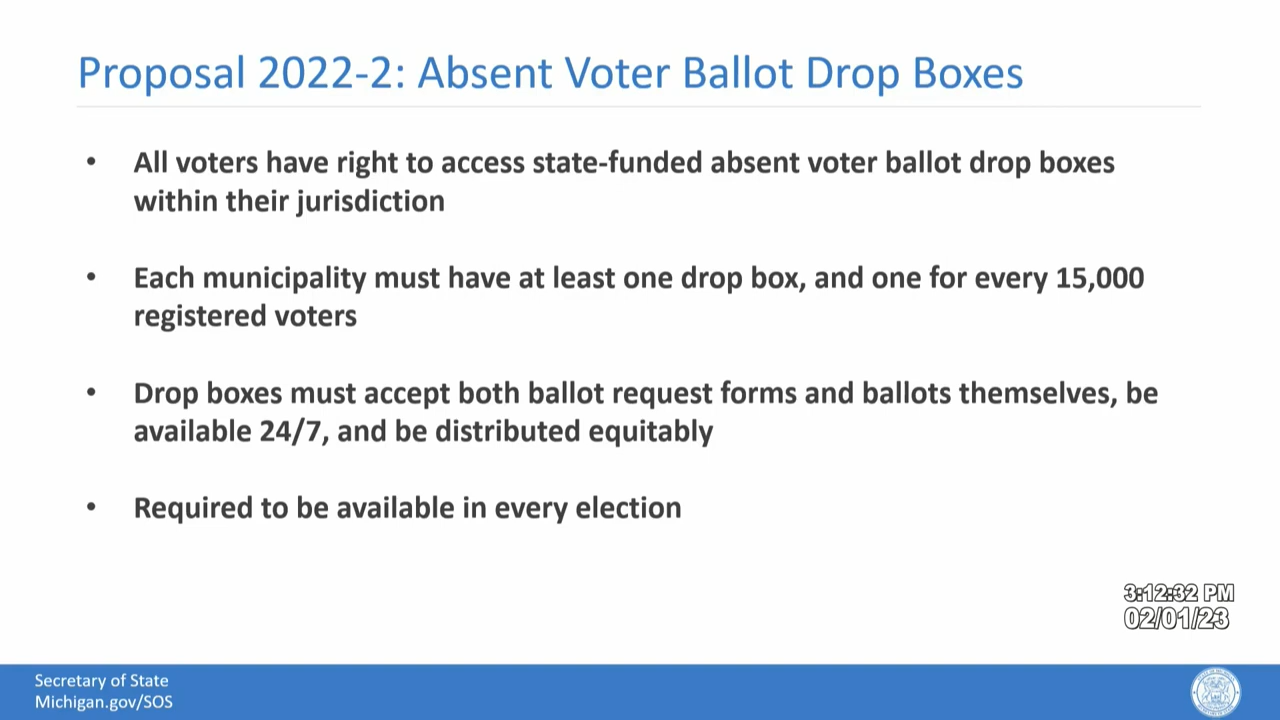 Proposal 2022-2: Absent Voter Ballot Drop Boxes
• All voters have right to access state-funded absent voter ballot drop boxes
within their jurisdiction
• Each municipality must have at least one drop box, and one for every 15,000
registered voters
• Drop boxes must accept both ballot request forms and ballots themselves, be
available 24/7, and be distributed equitably
• Required to be available in every election
3:12:32 PM
02/01/23
Secretary of State
Michigan.gov/SOS